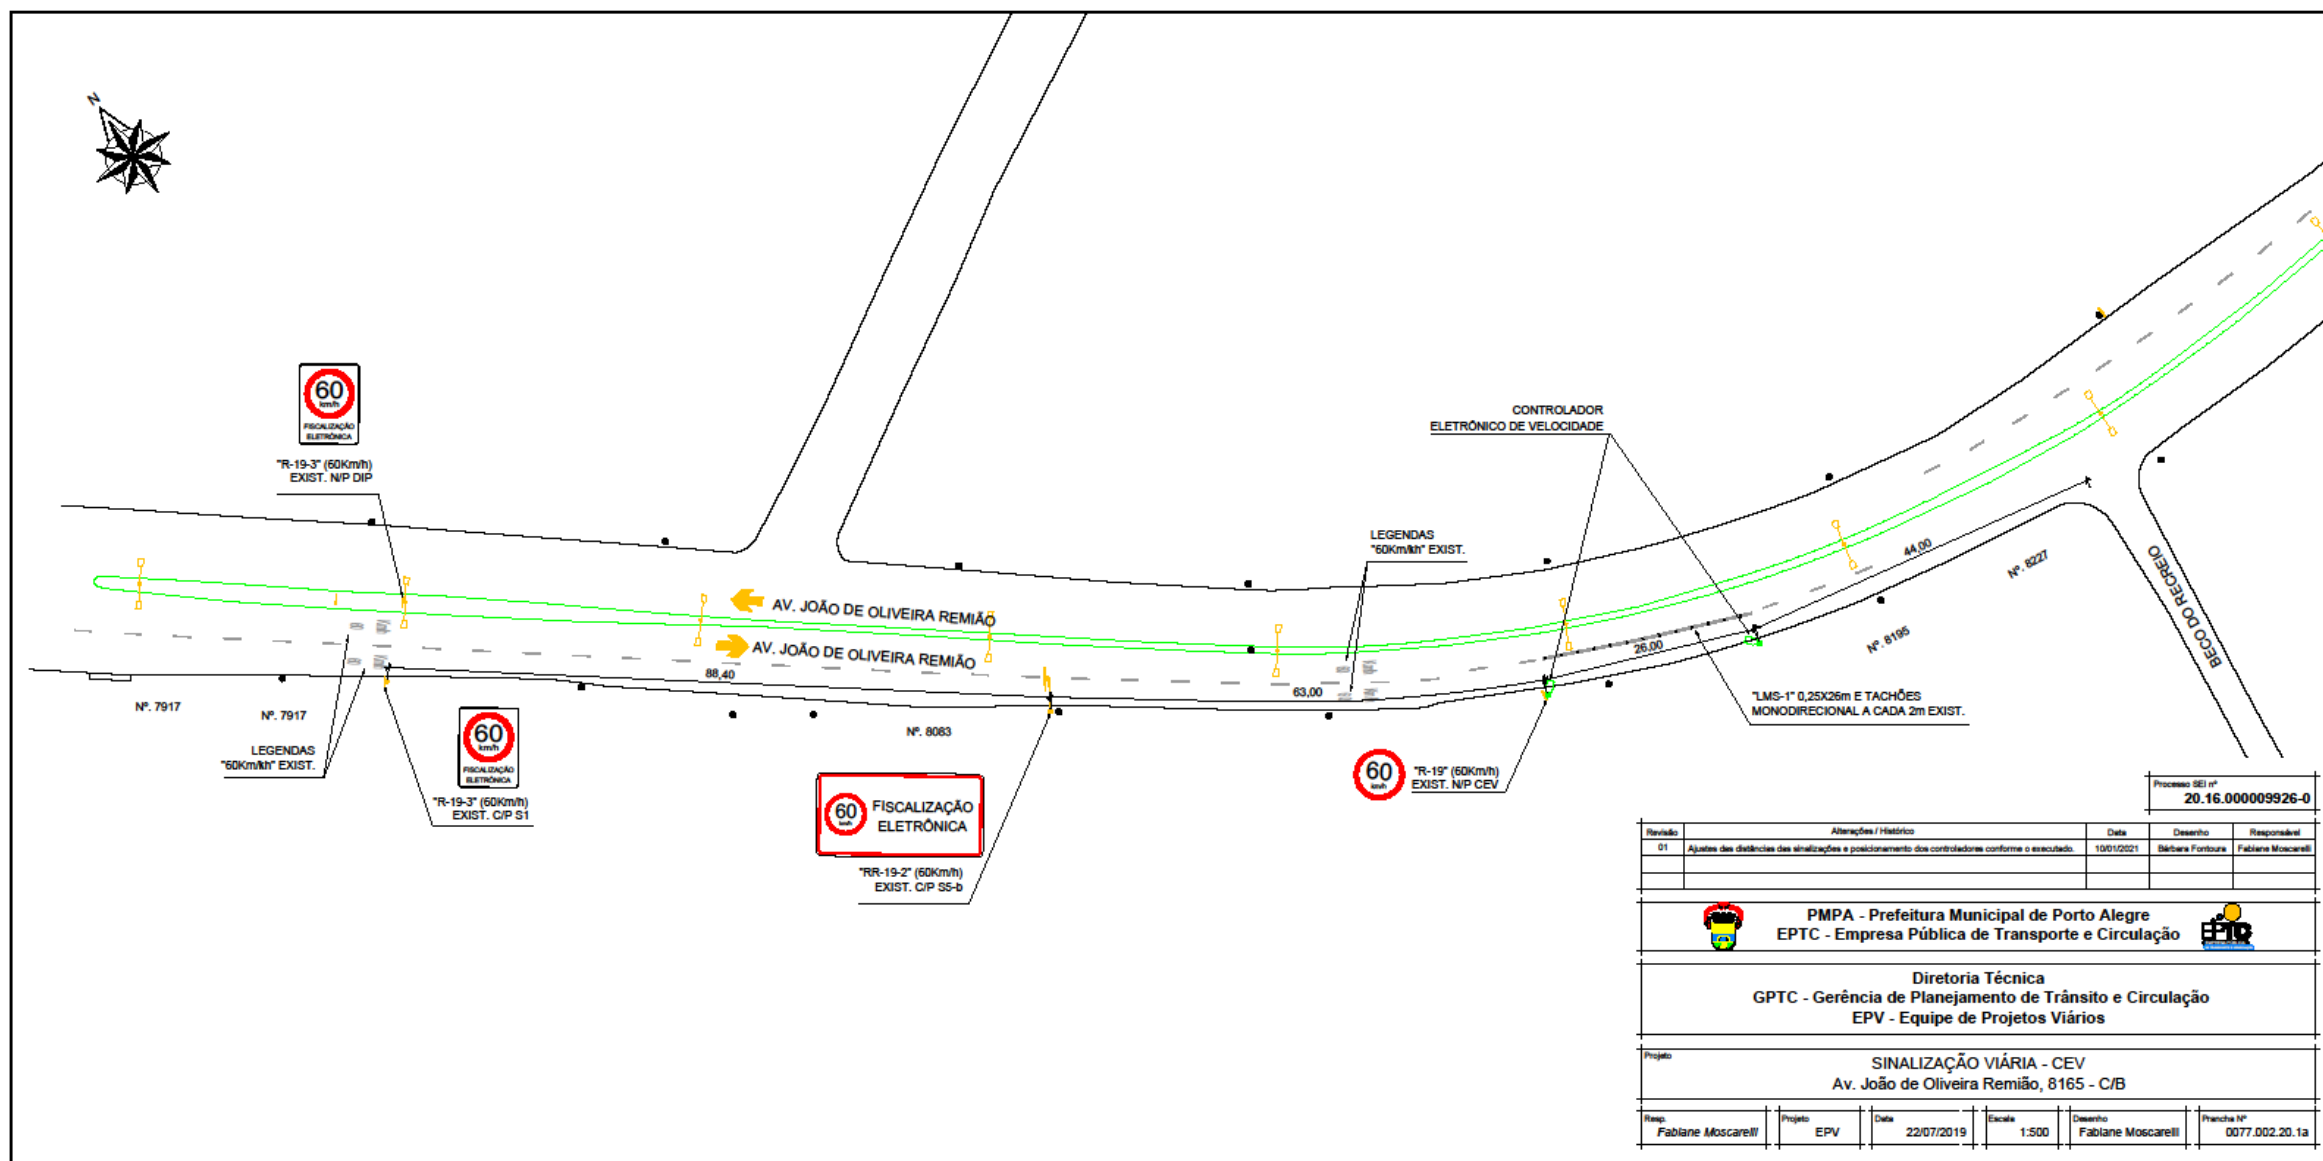 N
60
km/h
FISCALIZAÇÃO
ELETRÔNICA
"R-19-3" (60Km/h)
EXIST. N/P DIP
CONTROLADOR
ELETRÔNICO DE VELOCIDADE
LEGENDAS
"60Km/kh" EXIST.
AV. JOÃO DE OLIVEIRA REMIÃO
AV. JOÃO DE OLIVEIRA REMIÃO
88,40
63,00
26,00
44,00
Nº. 8227
Nº. 8195
BECO DO RECREIO
Nº. 7917
Nº. 7917
Nº. 8083
LEGENDAS
"60Km/kh" EXIST.
60
km/h
FISCALIZAÇÃO
ELETRÔNICA
"R-19-3" (60Km/h)
EXIST. C/P S1
60
km/h
FISCALIZAÇÃO
ELETRÔNICA
"RR-19-2" (60Km/h)
EXIST. C/P S5-b
60
km/h
"R-19" (60Km/h)
EXIST. N/P CEV
"LMS-1" 0,25X26m E TACHÕES
MONODIRECIONAL A CADA 2m EXIST.
Processo SEI nº
20.16.000009926-0
Revisão Alterações / Histórico Data Desenho Responsável
01 Ajustes das distâncias das sinalizações e posicionamento dos controladores conforme o executado. 10/01/2021 Bárbara Fontoura Fabiane Moscarelli
PMPA - Prefeitura Municipal de Porto Alegre
EPTC - Empresa Pública de Transporte e Circulação
EPTC
Diretoria Técnica
GPTC - Gerência de Planejamento de Trânsito e Circulação
EPV - Equipe de Projetos Viários
Projeto
SINALIZAÇÃO VIÁRIA - CEV
Av. João de Oliveira Remião, 8165 - C/B
Resp. Projeto Data Escala Desenho Prancha Nº
Fabiane Moscarelli EPV 22/07/2019 1:500 Fabiane Moscarelli 0077.002.20.1a